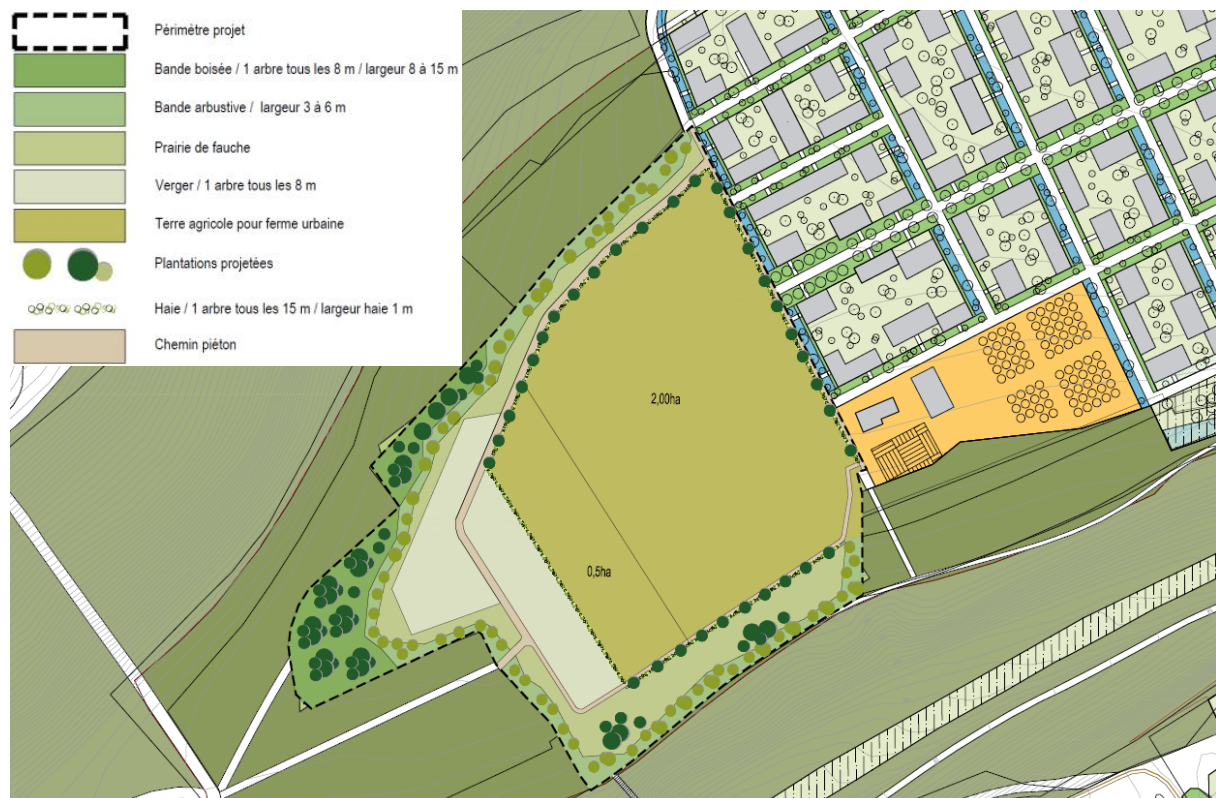 Périmètre projet
Bande boisée / 1 arbre tous les 8 m / largeur 8 à 15 m
Bande arbustive / largeur 3 à 6 m
Prairie de fauche
Verger / 1 arbre tous les 8 m
Terre agricole pour ferme urbaine
Plantations projetées
Haie / 1 arbre tous les 15 m / largeur haie 1 m
Chemin piéton
2,00ha
0,5ha